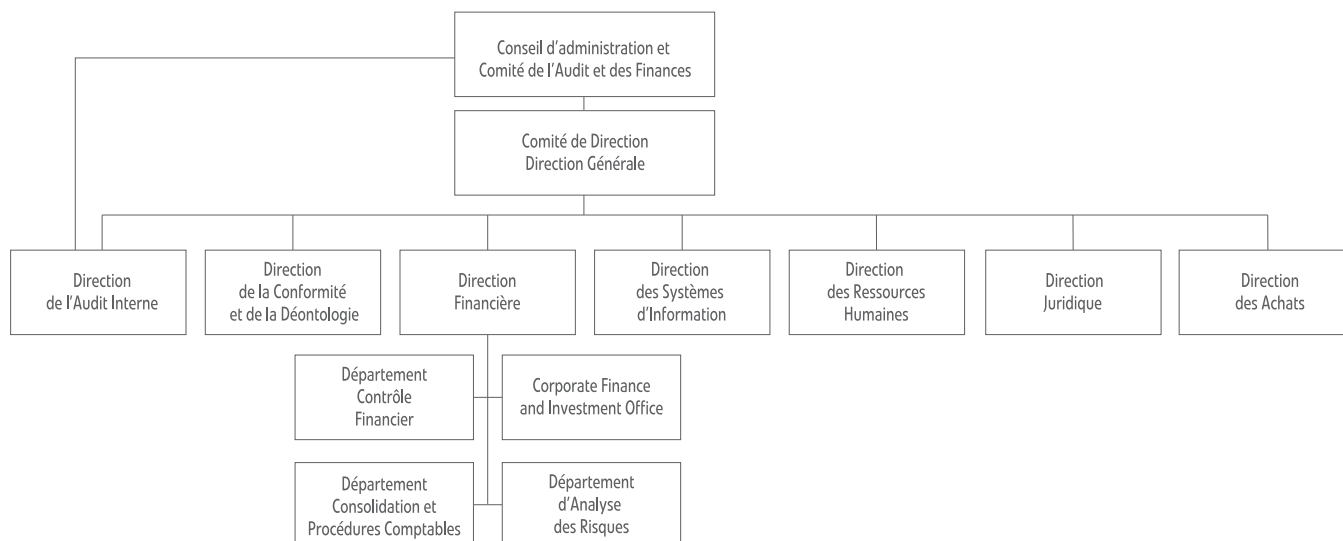 Conseil d'administration et
Comité de l'Audit et des Finances
Comité de Direction
Direction Générale
Direction
de l'Audit Interne
Direction
de la Conformité
et de la Déontologie
Direction
Financière
Direction
des Systèmes
d'Information
Direction
des Ressources
Humaines
Direction
Juridique
Direction
des Achats
Département
Contrôle
Financier
Corporate Finance
and Investment Office
Département
Consolidation et
Procédures Comptables
Département
d'Analyse
des Risques